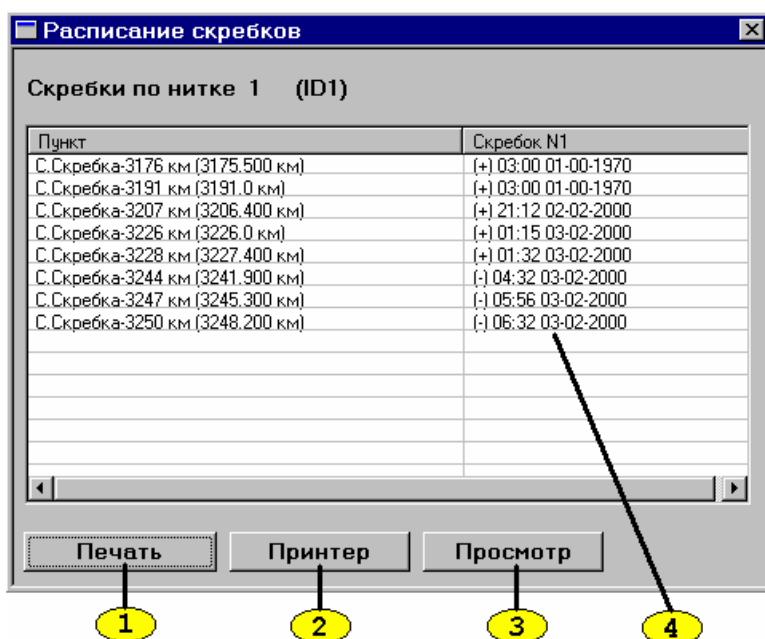 Расписание скребков
Скребки по нитке 1 (ID1)
Пункт Скребок N1
С.Скребка-3176 км (3175.500 км) (+) 03:00 01-00-1970
С.Скребка-3191 км (3191.0 км) (+) 03:00 01-00-1970
С.Скребка-3207 км (3206.400 км) (+) 21:12 02-02-2000
С.Скребка-3226 км (3226.0 км) (+) 01:15 03-02-2000
С.Скребка-3228 км (3227.400 км) (+) 01:32 03-02-2000
С.Скребка-3244 км (3241.900 км) (-) 04:32 03-02-2000
С.Скребка-3247 км (3245.300 км) (-) 05:56 03-02-2000
С.Скребка-3250 км (3248.200 км) (-) 06:32 03-02-2000
Печать Принтер Просмотр
1 2 3 4